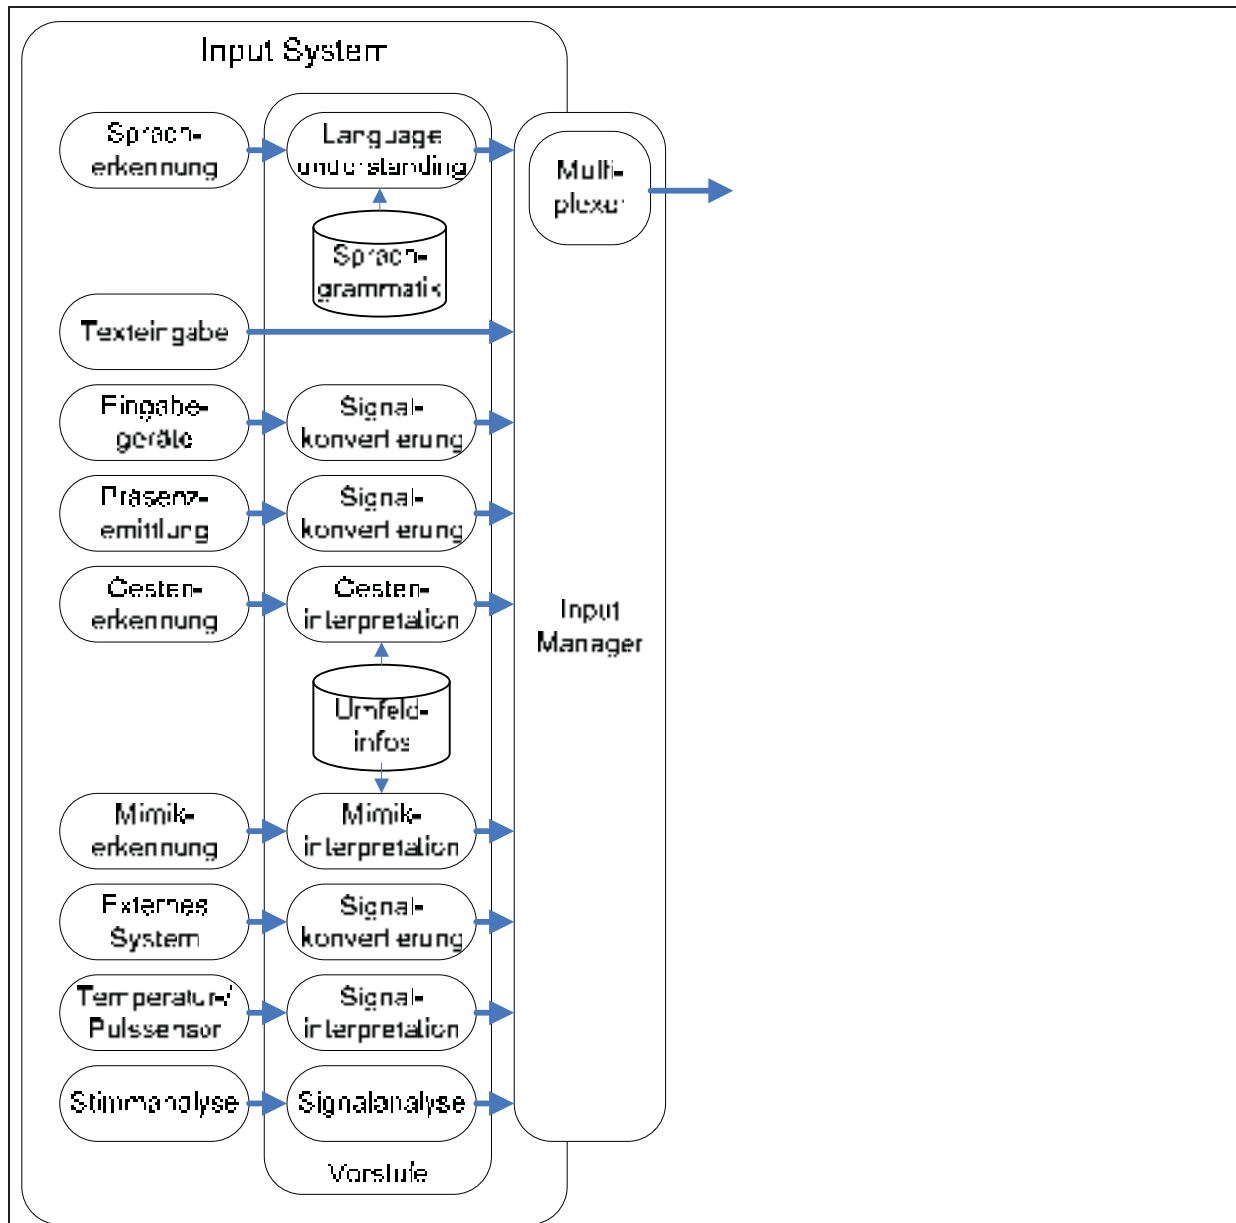 Input System
Sprach-
erkennung
Language
understanding
Multi-
plexer
Sprach-
grammatik
Texteingabe
Eingabe-
geräte
Signal-
konvertierung
Präsenz-
emittlung
Signal-
konvertierung
Gesten-
erkennung
Gesten-
interpretation
Input
Manager
Umfeld-
infos
Mimik-
erkennung
Mimik-
interpretation
Externes
System
Signal-
konvertierung
Temperatur-/
Pulssensor
Signal-
interpretation
Stimmanalyse
Signalanalyse
Vorstufe